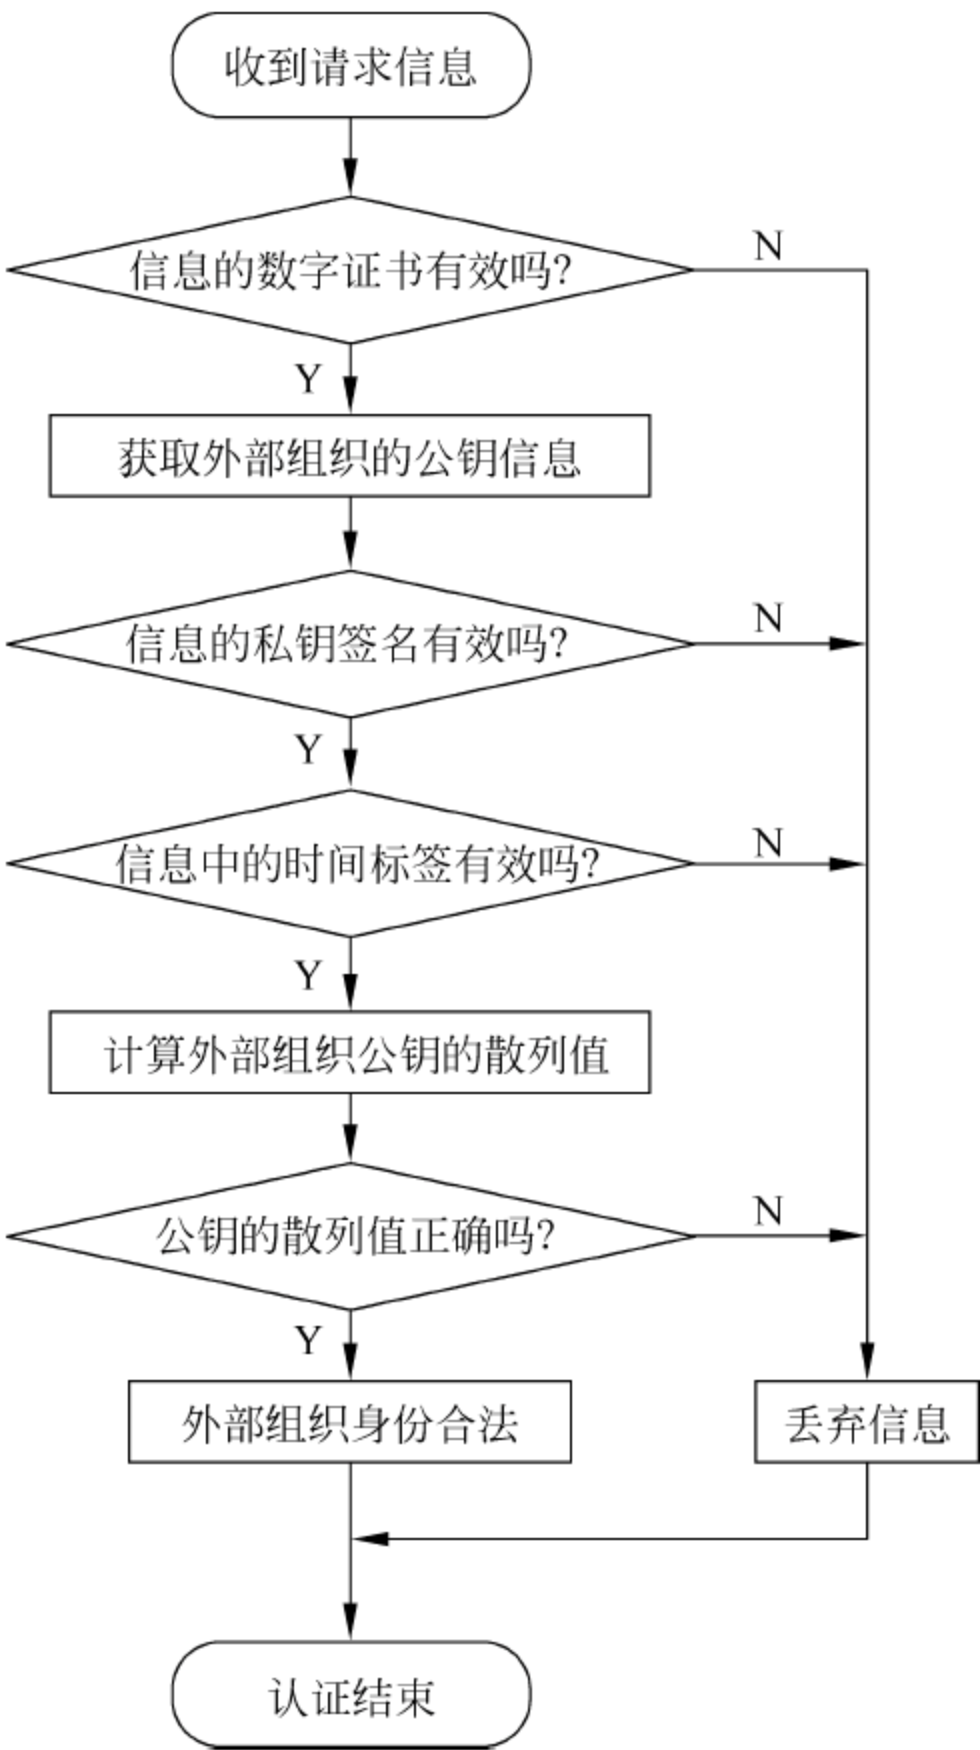 收到请求信息
信息的数字证书有效吗?
N
Y
获取外部组织的公钥信息
信息的私钥签名有效吗?
N
Y
信息中的时间标签有效吗?
N
Y
计算外部组织公钥的散列值
公钥的散列值正确吗?
N
Y
外部组织身份合法
丢弃信息
认证结束